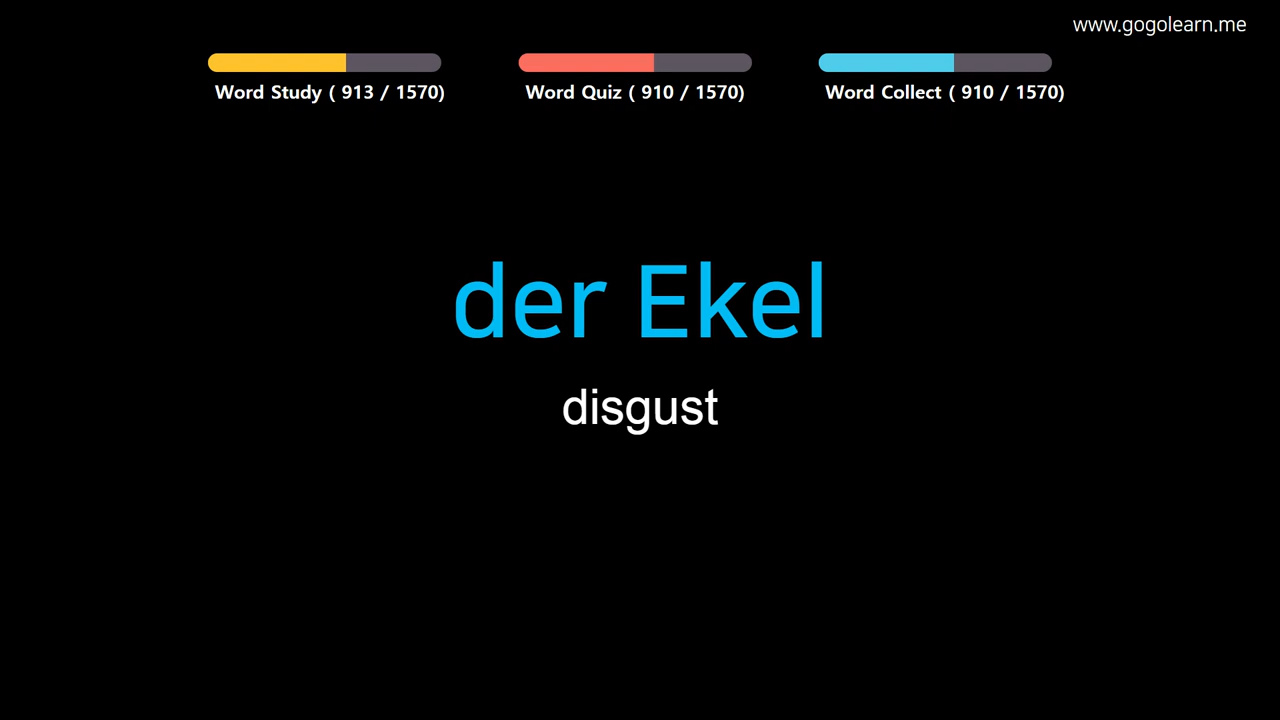 www.gogolearn.me
Word Study ( 913 / 1570)
Word Quiz ( 910 / 1570)
Word Collect ( 910 / 1570)
der Ekel
disgust